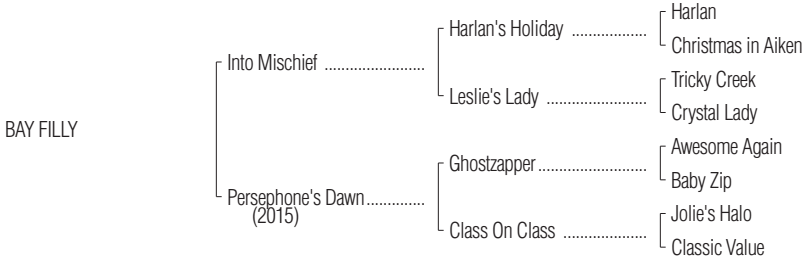 Harlan
Harlan's Holiday ..................
Christmas in Aiken
Into Mischief ........................
Tricky Creek
Leslie's Lady ........................
Crystal Lady
BAY FILLY
Awesome Again
Ghostzapper..........................
Baby Zip
Persephone's Dawn..............
(2015)
Jolie's Halo
Class On Class ....................
Classic Value